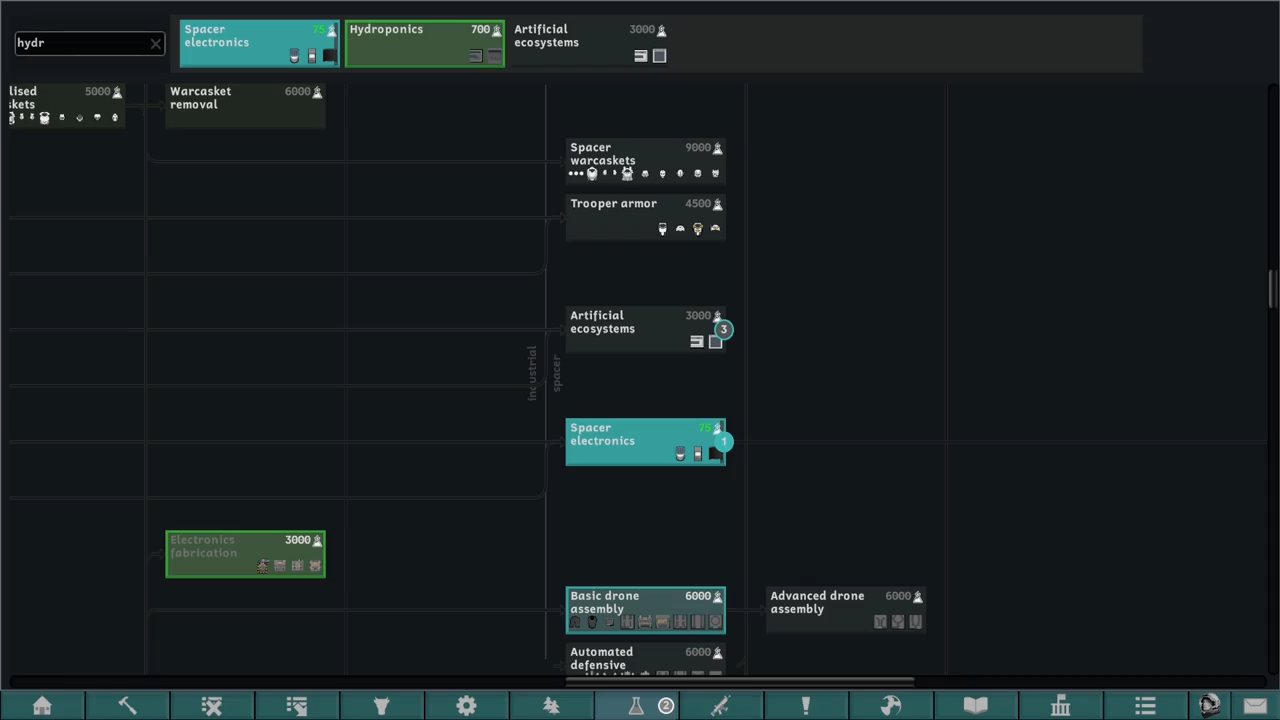 hydr
Spacer 75
electronics
Hydroponics 700
Artificial 3000
ecosystems
lised 5000
skets
Warcasket 6000
removal
Spacer 9000
warcaskets
Trooper armor 4500
Artificial 3000
ecosystems
3
industrial
spacer
Spacer 75
electronics
1
Electronics 3000
fabrication
Basic drone 6000
assembly
Advanced drone 6000
assembly
Automated 6000
defensive
2